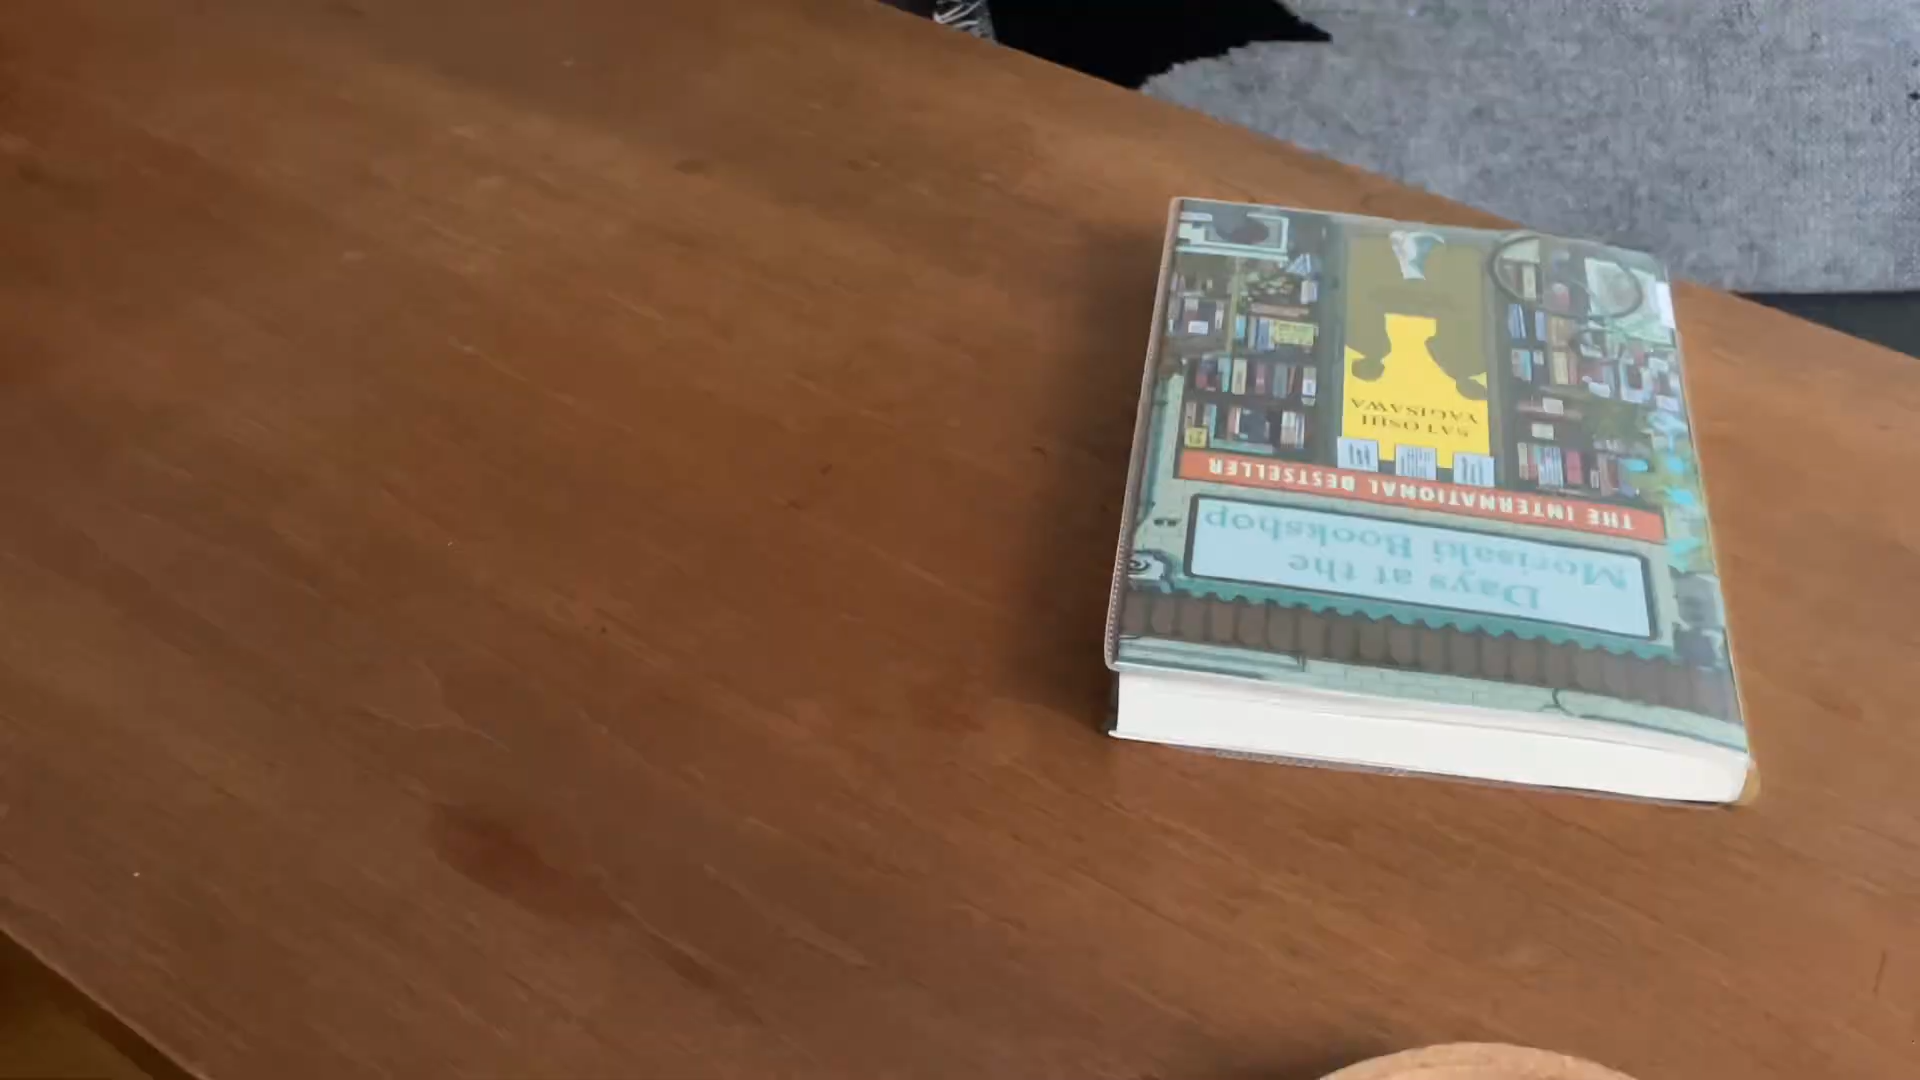 Days at the
Morisaki Bookshop
THE INTERNATIONAL BESTSELLER
SATOSHI
YAGISAWA